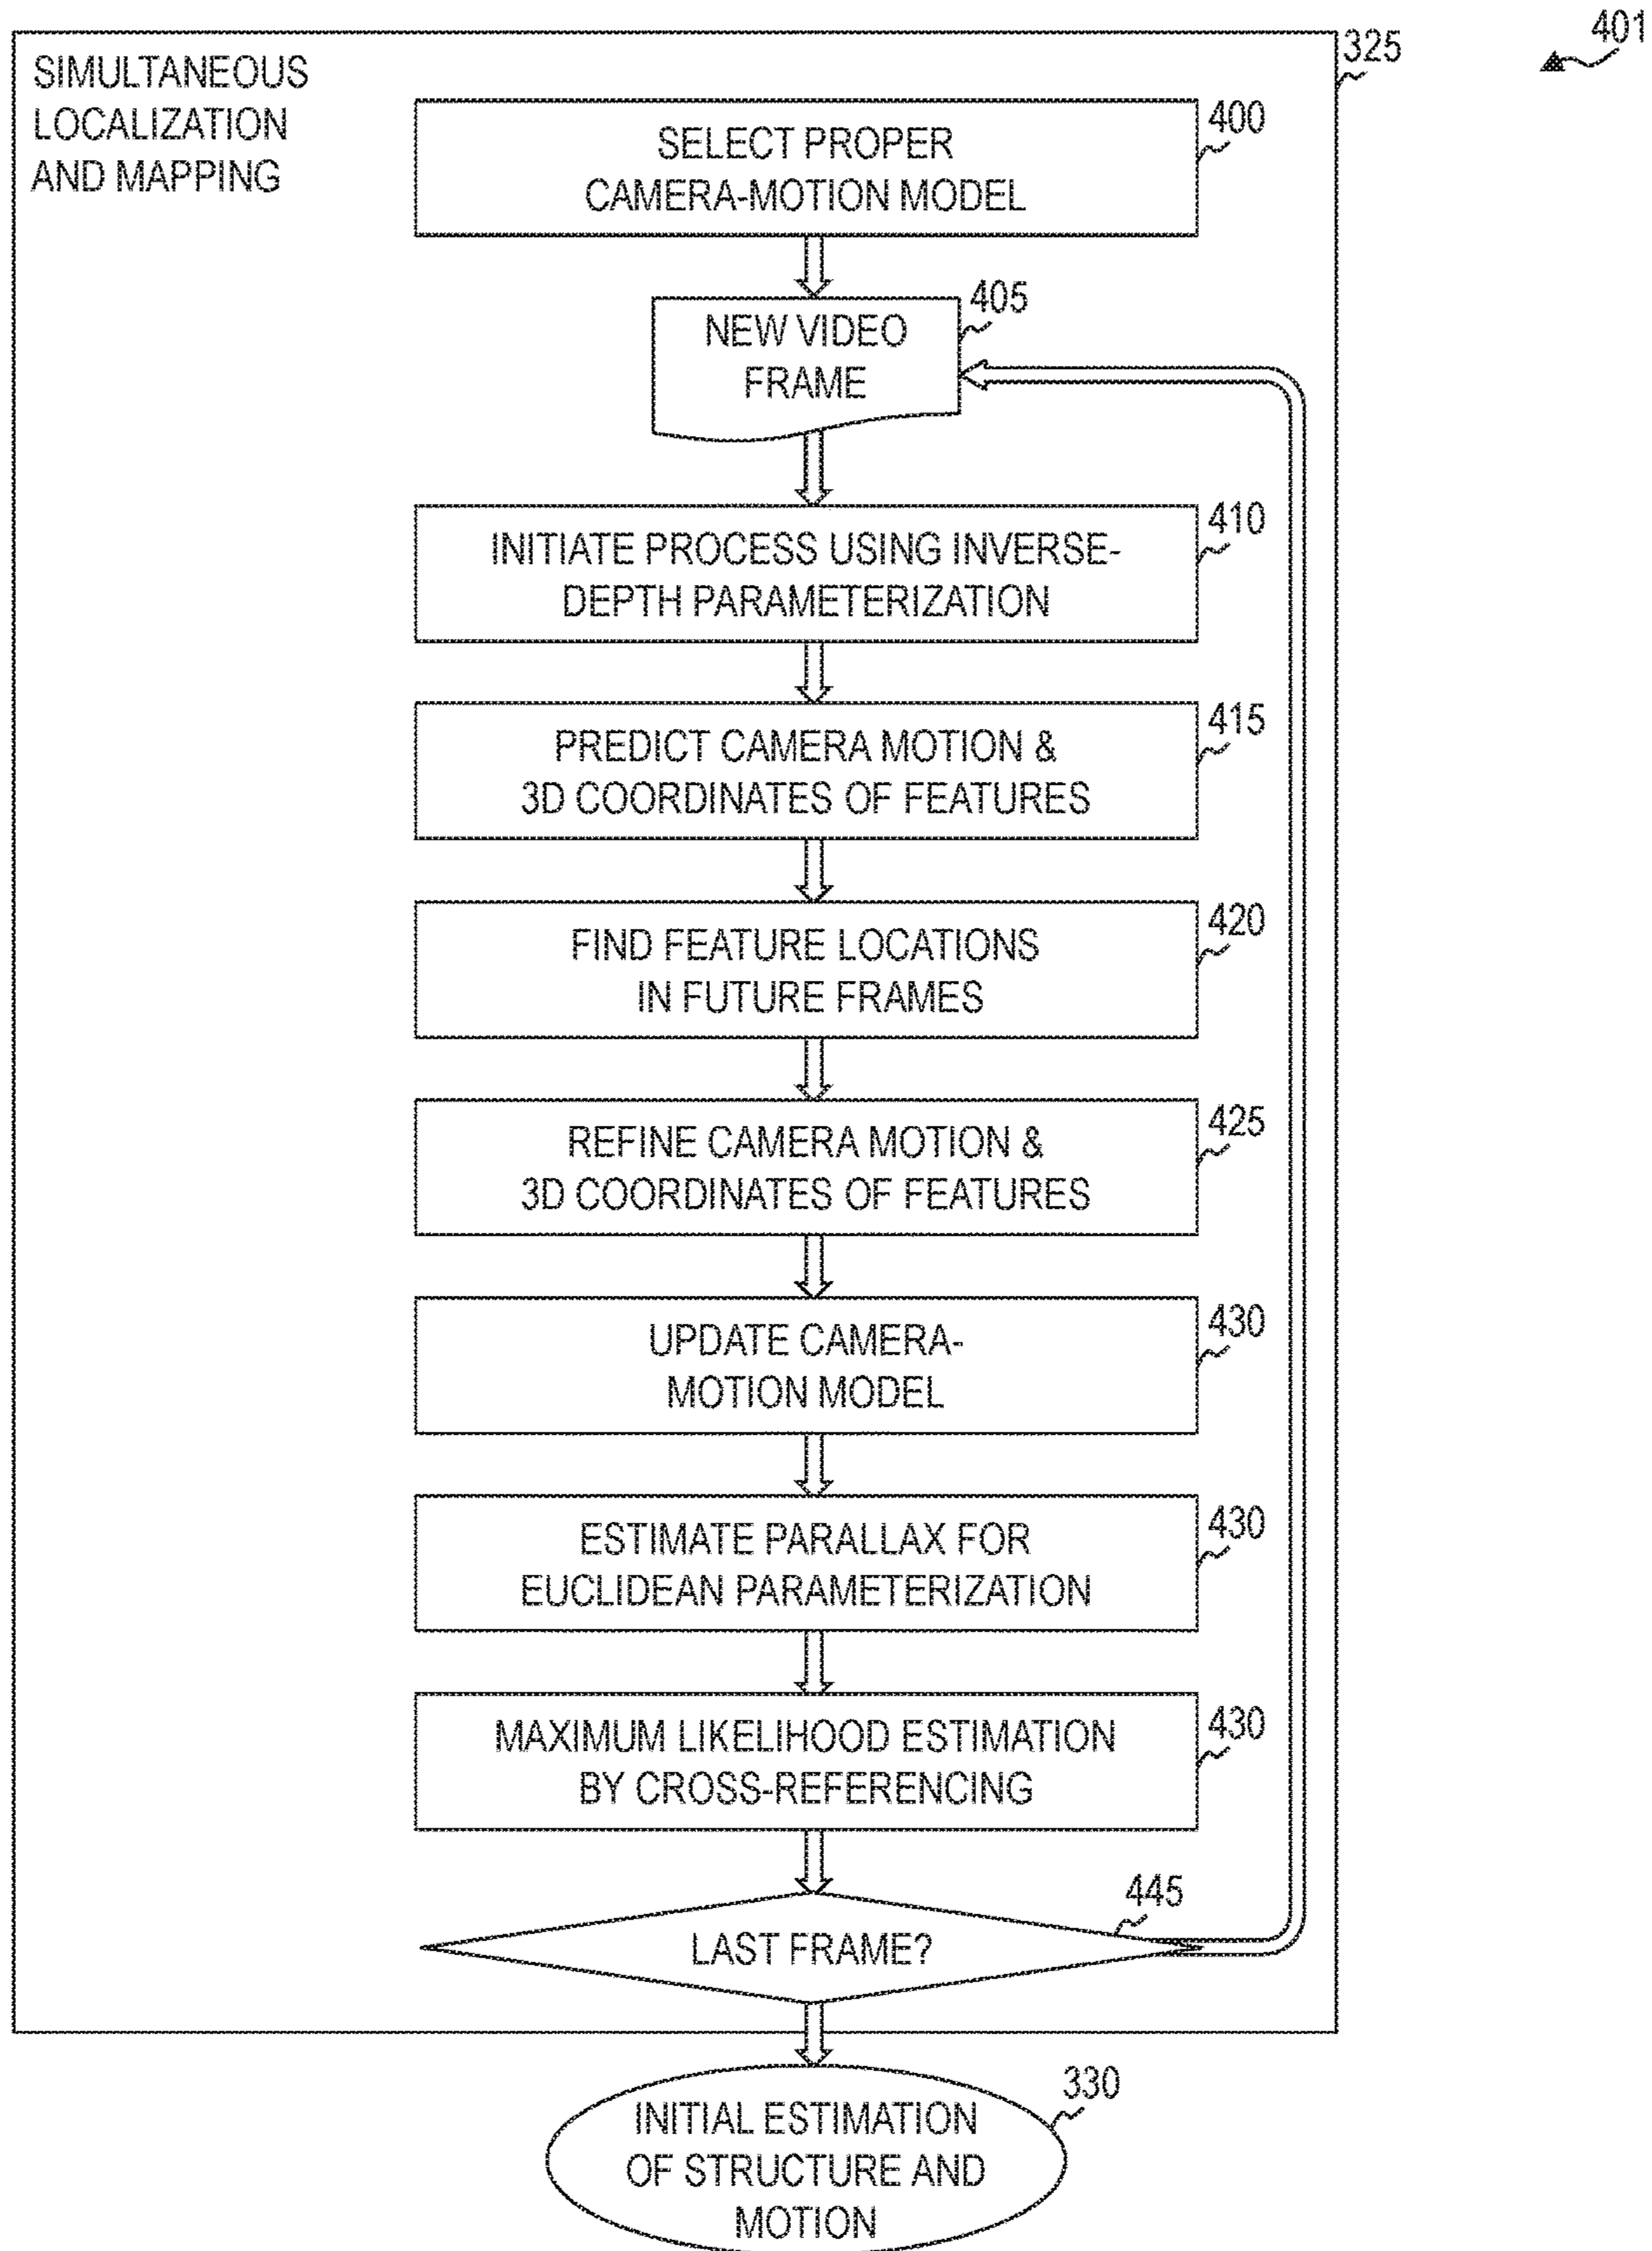 401
325
SIMULTANEOUS
LOCALIZATION
AND MAPPING
400
SELECT PROPER
CAMERA-MOTION MODEL
405
NEW VIDEO
FRAME
410
INITIATE PROCESS USING INVERSE-
DEPTH PARAMETERIZATION
415
PREDICT CAMERA MOTION &
3D COORDINATES OF FEATURES
420
FIND FEATURE LOCATIONS
IN FUTURE FRAMES
425
REFINE CAMERA MOTION &
3D COORDINATES OF FEATURES
430
UPDATE CAMERA-
MOTION MODEL
430
ESTIMATE PARALLAX FOR
EUCLIDEAN PARAMETERIZATION
430
MAXIMUM LIKELIHOOD ESTIMATION
BY CROSS-REFERENCING
445
LAST FRAME?
330
INITIAL ESTIMATION
OF STRUCTURE AND
MOTION